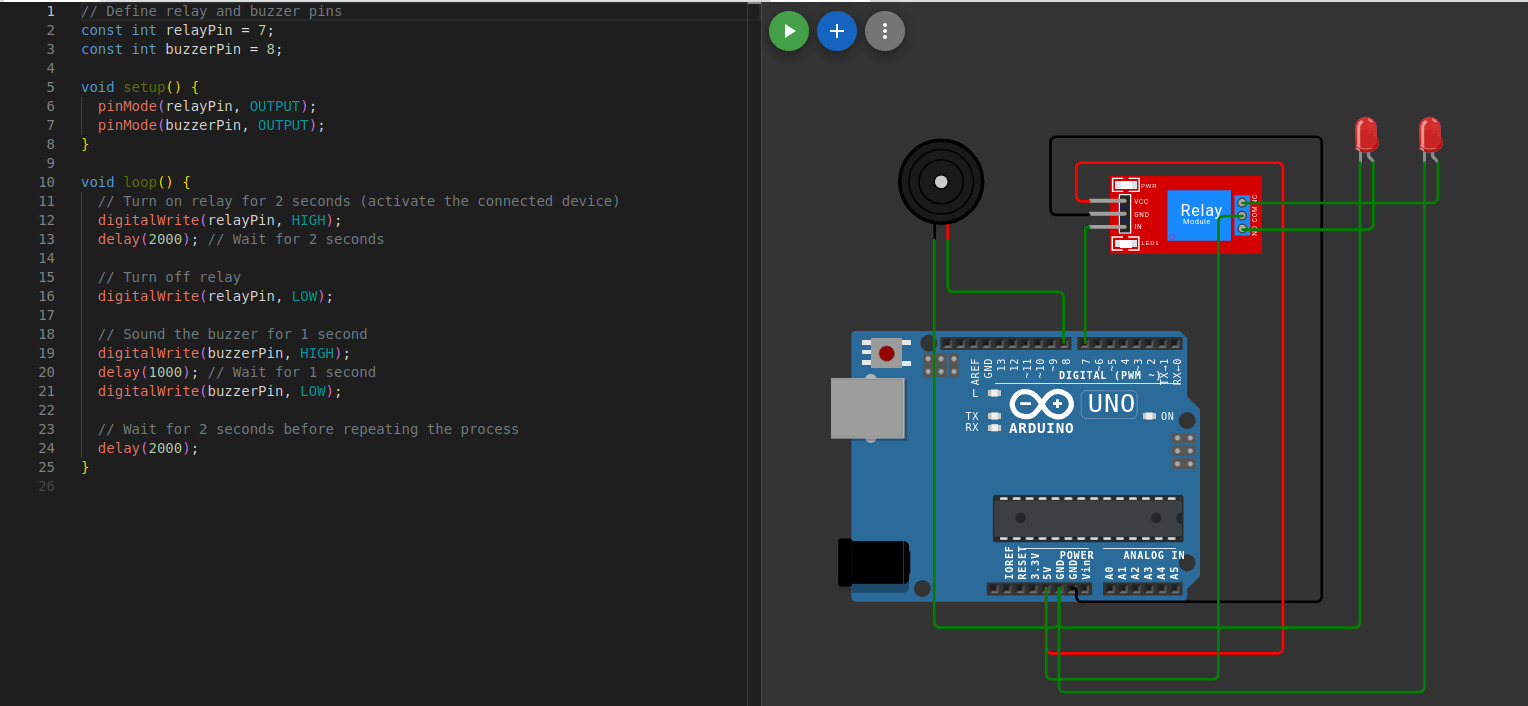 1 // Define relay and buzzer pins
2 const int relayPin = 7;
3 const int buzzerPin = 8;
4
5 void setup() {
6   pinMode(relayPin, OUTPUT);
7   pinMode(buzzerPin, OUTPUT);
8 }
9
10 void loop() {
11   // Turn on relay for 2 seconds (activate the connected device)
12   digitalWrite(relayPin, HIGH);
13   delay(2000); // Wait for 2 seconds
14
15   // Turn off relay
16   digitalWrite(relayPin, LOW);
17
18   // Sound the buzzer for 1 second
19   digitalWrite(buzzerPin, HIGH);
20   delay(1000); // Wait for 1 second
21   digitalWrite(buzzerPin, LOW);
22
23   // Wait for 2 seconds before repeating the process
24   delay(2000);
25 }
26
PWR
VCC
GND
IN
LED1
Relay
Module
NO COM NC
AREF
GND
13
12
~11
~10
~9
8
7
~6
~5
4
~3
2
TX→1
RX←0
DIGITAL (PWM ~)
L
TX
RX
ARDUINO
UNO
ON
IOREF
RESET
3.3V
5V
GND
GND
Vin
POWER
ANALOG IN
A0
A1
A2
A3
A4
A5